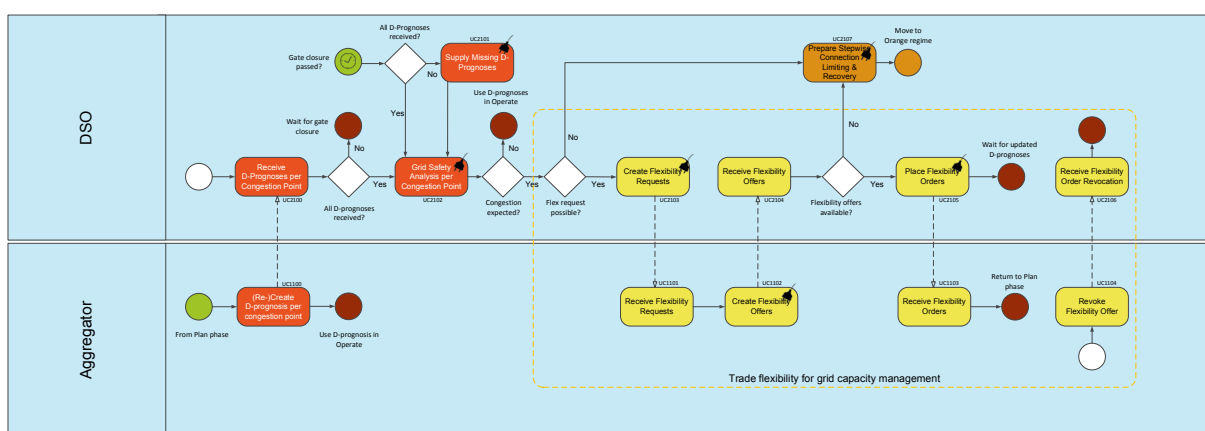 DSO
Gate closure
passed?
All D-Prognoses
received?
UC2101
Supply Missing D-
Prognoses
No
Yes
Wait for gate
closure
No
Receive
D-Prognoses per
Congestion Point
UC2100
All D-prognoses
received?
Yes
Grid Safety
Analysis per
Congestion Point
UC2102
Use D-prognoses
in Operate
No
Congestion
expected?
Yes
Flex request
possible?
No
Yes
Create Flexibility
Requests
UC2103
Receive Flexibility
Offers
UC2104
Flexibility offers
available?
No
Yes
UC2107
Prepare Stepwise
Connection
Limiting &
Recovery
Move to
Orange regime
Place Flexibility
Orders
UC2105
Wait for updated
D-prognoses
Receive Flexibility
Order Revocation
UC2106
Aggregator
From Plan phase
UC1100
(Re-)Create
D-prognosis per
congestion point
Use D-prognosis in
Operate
UC1101
Receive Flexibility
Requests
UC1102
Create Flexibility
Offers
UC1103
Receive Flexibility
Orders
Return to Plan
phase
UC1104
Revoke
Flexibility Offer
Trade flexibility for grid capacity management